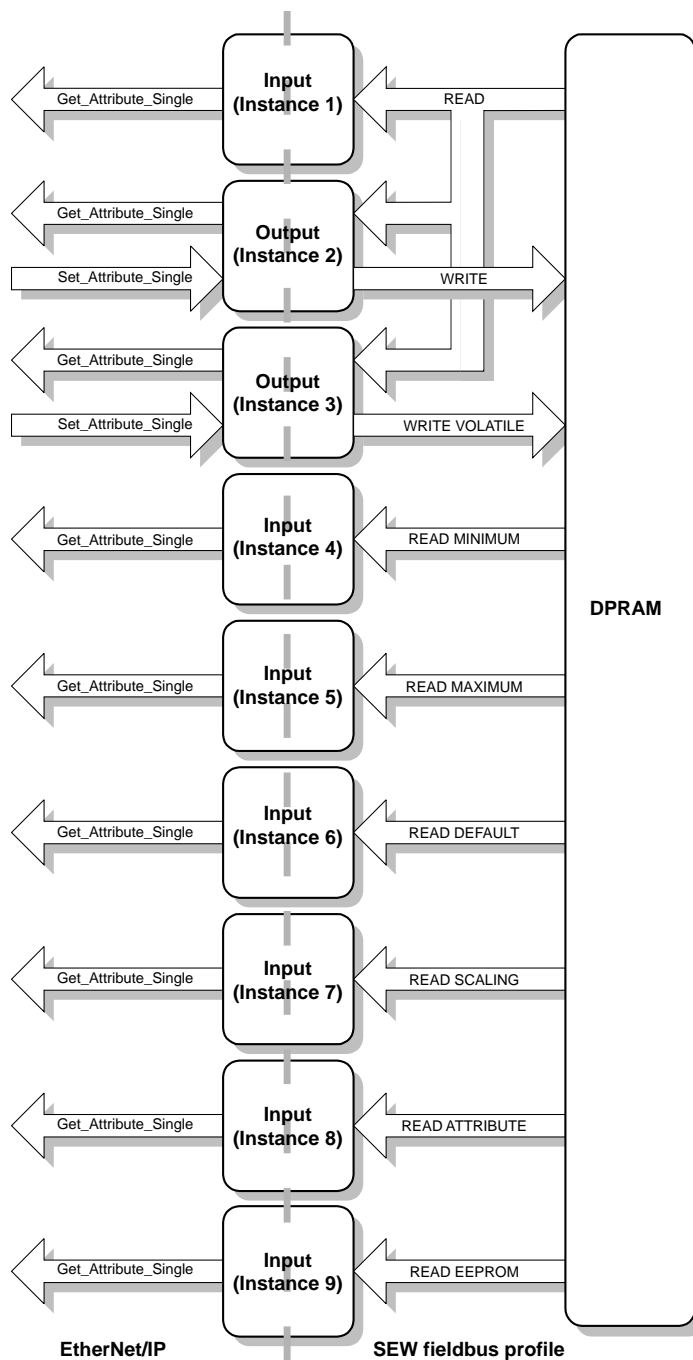 Input
(Instance 1)
Get_Attribute_Single
READ
Output
(Instance 2)
Get_Attribute_Single
Set_Attribute_Single
WRITE
Output
(Instance 3)
Get_Attribute_Single
Set_Attribute_Single
WRITE VOLATILE
Input
(Instance 4)
Get_Attribute_Single
READ MINIMUM
DPRAM
Input
(Instance 5)
Get_Attribute_Single
READ MAXIMUM
Input
(Instance 6)
Get_Attribute_Single
READ DEFAULT
Input
(Instance 7)
Get_Attribute_Single
READ SCALING
Input
(Instance 8)
Get_Attribute_Single
READ ATTRIBUTE
Input
(Instance 9)
Get_Attribute_Single
READ EEPROM
EtherNet/IP
SEW fieldbus profile